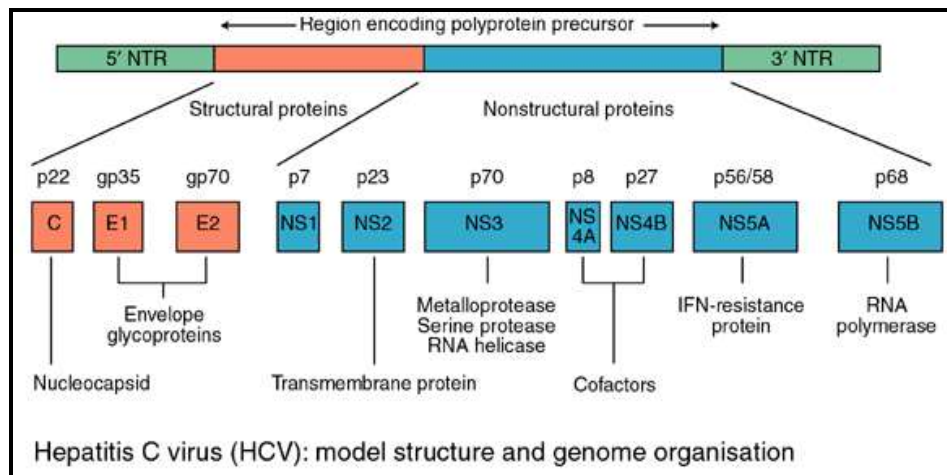 Region encoding polyprotein precursor
5′ NTR 3′ NTR
Structural proteins Nonstructural proteins
p22 gp35 gp70 p7 p23 p70 p8 p27 p56/58 p68
C E1 E2 NS1 NS2 NS3 NS
4A NS4B NS5A NS5B
Envelope
glycoproteins
Metalloprotease
Serine protease
RNA helicase
IFN-resistance
protein
RNA
polymerase
Nucleocapsid Transmembrane protein Cofactors
Hepatitis C virus (HCV): model structure and genome organisation